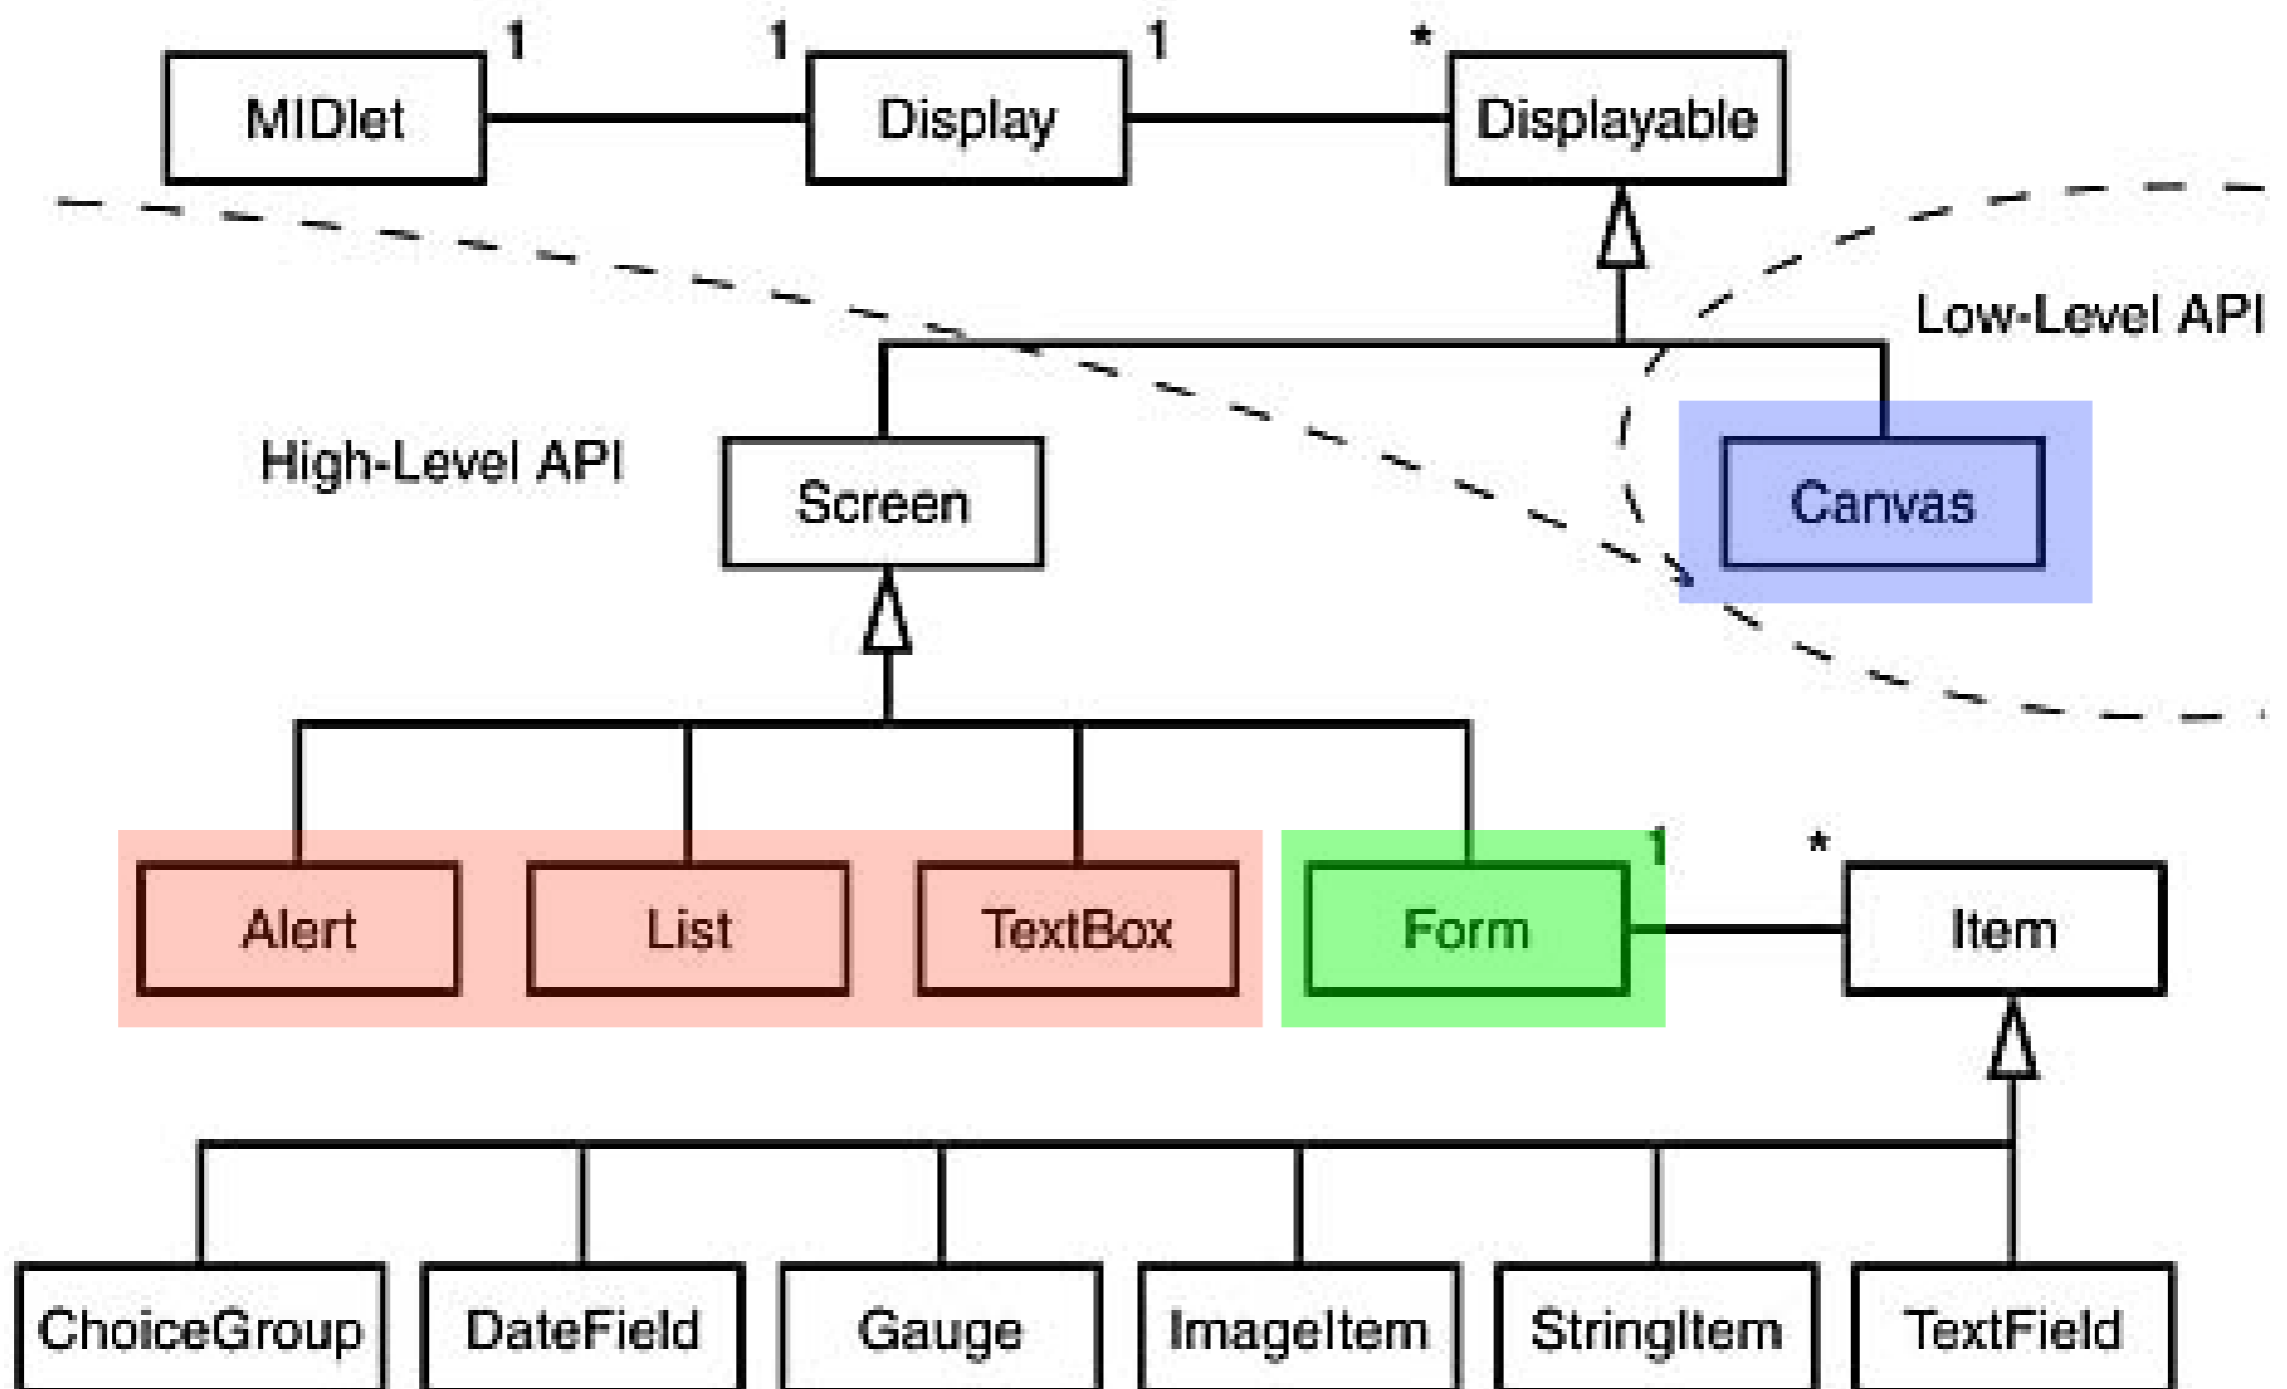 1 1 1 *
MIDlet Display Displayable
Low-Level API
High-Level API
Screen Canvas
1 *
Alert List TextBox Form Item
ChoiceGroup DateField Gauge ImageItem StringItem TextField